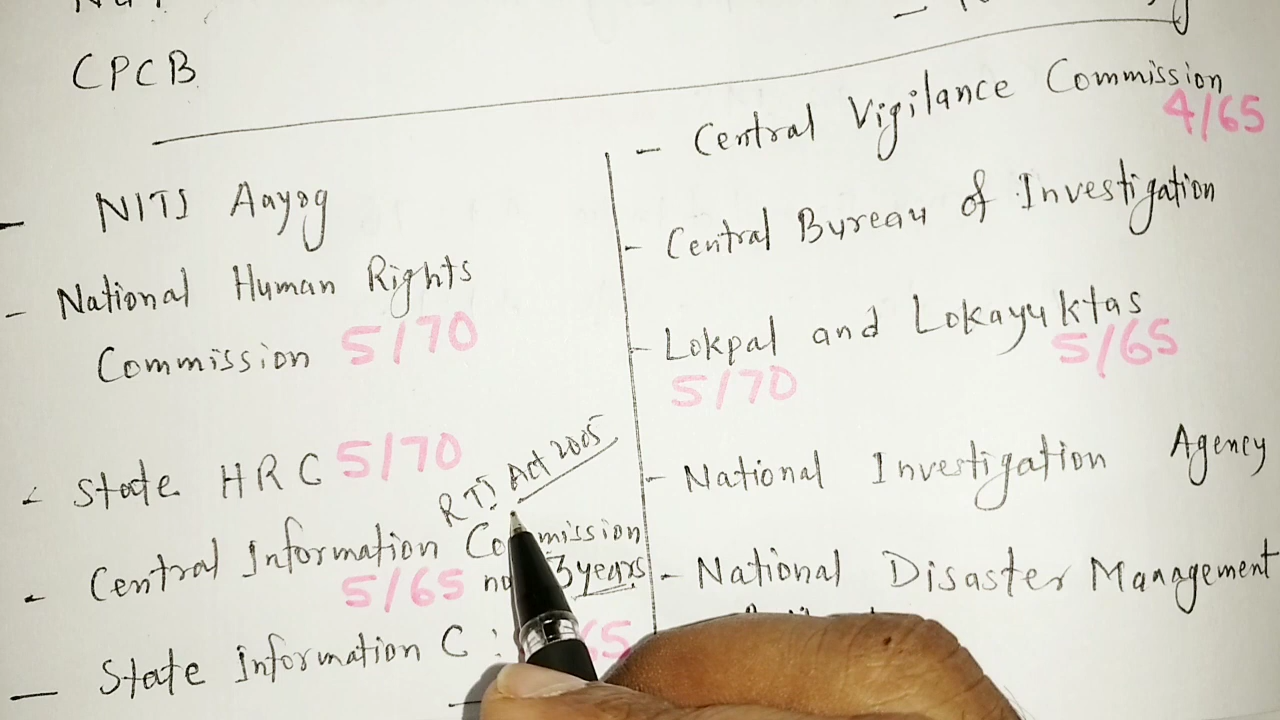 CPCB
- NITI Aayog
- National Human Rights
Commission 5/70
- State HRC 5/70
RTI Act 2005
- Central Information Commission
5/65 3 years
- State Information C :
- Central Vigilance Commission
4/65
- Central Bureau of Investigation
- Lokpal and Lokayuktas
5/70 5/65
- National Investigation Agency
- National Disaster Management